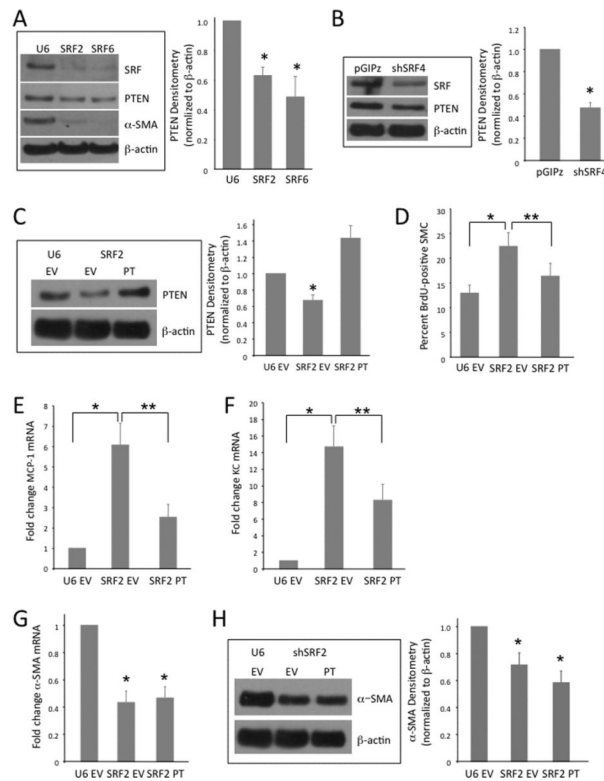 A
U6 SRF2 SRF6
SRF
PTEN
α-SMA
β-actin
PTEN Densitometry
(normlized to β-actin)
1.0
0.8
0.6
0.4
0.2
0
*
*
U6 SRF2 SRF6
B
pGIPz shSRF4
SRF
PTEN
β-actin
PTEN Densitometry
(normalized to β-actin)
1.2
1.0
0.8
0.6
0.4
0.2
0
*
pGIPz shSRF4
C
U6 SRF2
EV EV PT
PTEN
β-actin
PTEN Densitometry
(normalized to β-actin)
1.6
1.4
1.2
1.0
0.8
0.6
0.4
0.2
0
*
U6 EV SRF2 EV SRF2 PT
D
Percent BrdU-positive SMC
30
25
20
15
10
5
0
* **
U6 EV SRF2 EV SRF2 PT
E
Fold change MCP-1 mRNA
8
7
6
5
4
3
2
1
0
* **
U6 EV SRF2 EV SRF2 PT
F
Fold change KC mRNA
20
18
16
14
12
10
8
6
4
2
0
* **
U6 EV SRF2 EV SRF2 PT
G
Fold change α-SMA mRNA
1.0
0.8
0.6
0.4
0.2
0
* *
U6 EV SRF2 EV SRF2 PT
H
U6 shSRF2
EV EV PT
α-SMA
β-actin
α-SMA Densitometry
(normalized to β-actin)
1.0
0.8
0.6
0.4
0.2
0
*
*
U6 EV SRF2 EV SRF2 PT